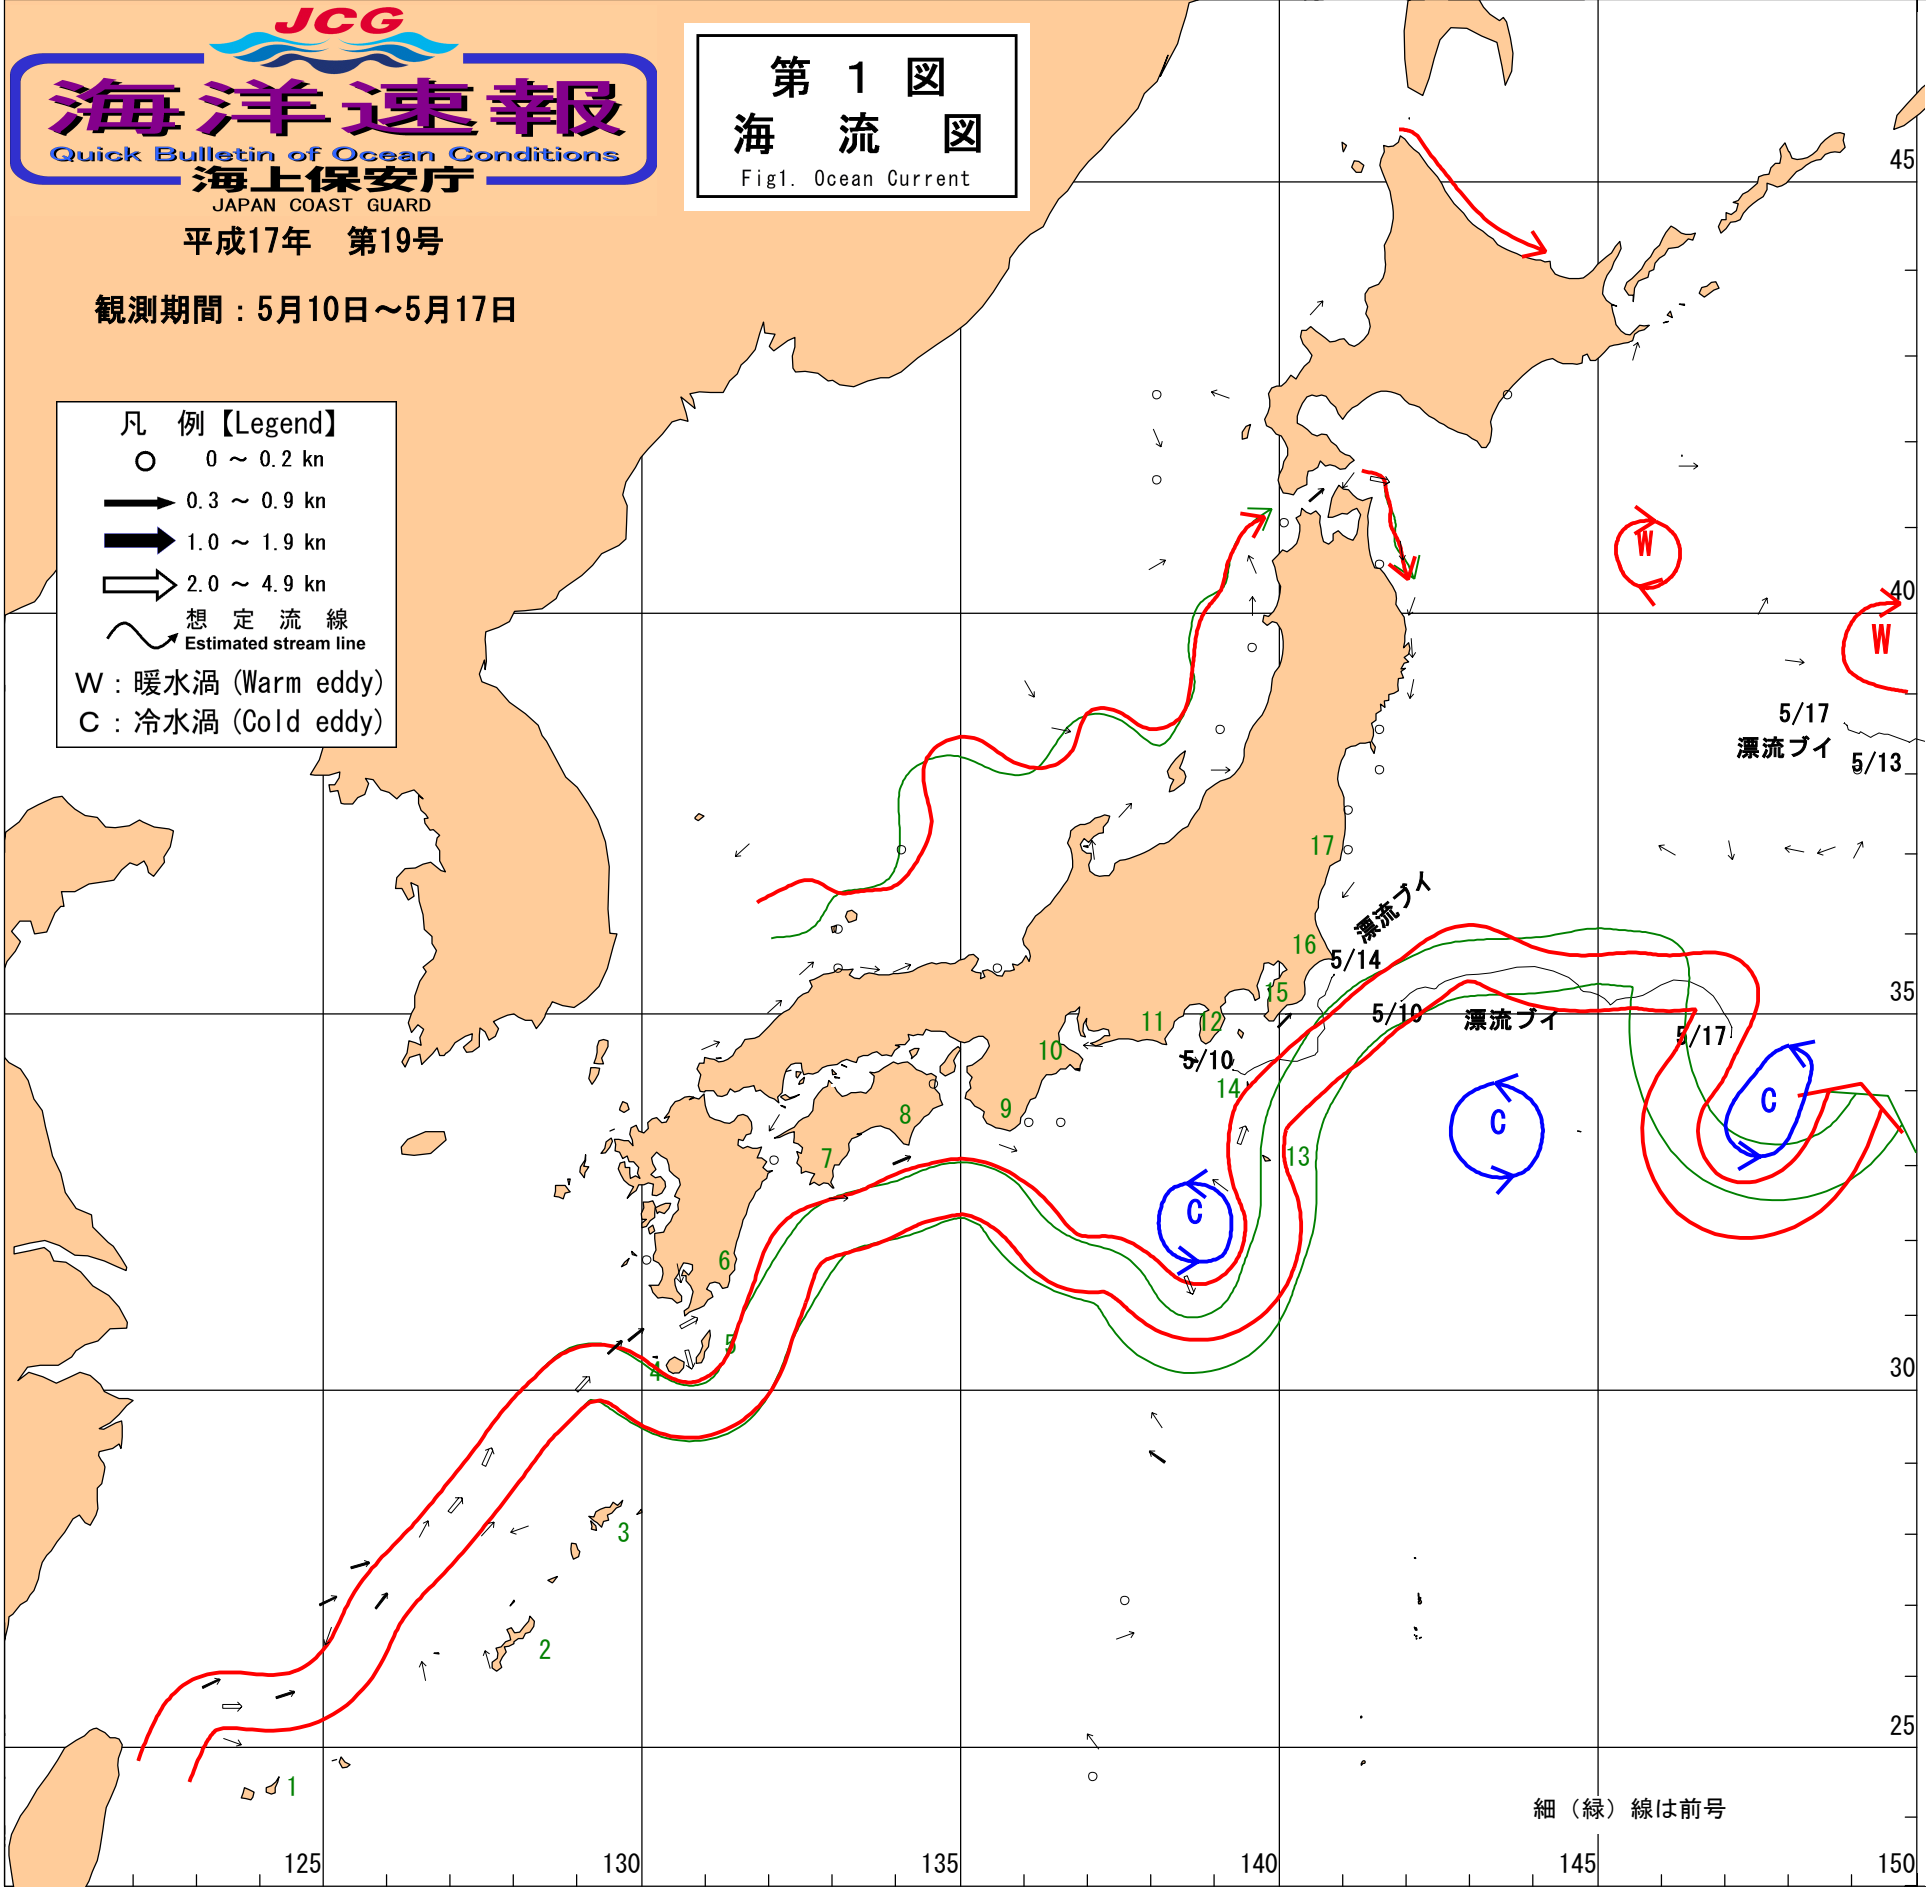 JCG
海洋速報
Quick Bulletin of Ocean Conditions
海上保安庁
JAPAN COAST GUARD
平成17年 第19号
観測期間：5月10日～5月17日
第 1 図
海 流 図
Fig1. Ocean Current
凡 例【Legend】
0 ～ 0.2 kn
0.3 ～ 0.9 kn
1.0 ～ 1.9 kn
2.0 ～ 4.9 kn
想 定 流 線
Estimated stream line
W：暖水渦(Warm eddy)
C：冷水渦(Cold eddy)
45
W
40
W
5/17
漂流ブイ
5/13
17
漂流ブイ
16
5/14
15
35
5/10
漂流ブイ
11
12
5/17
10
5/10
14
C
9
8
C
7
13
C
6
5
4
30
3
2
25
1
細（緑）線は前号
125
130
135
140
145
150